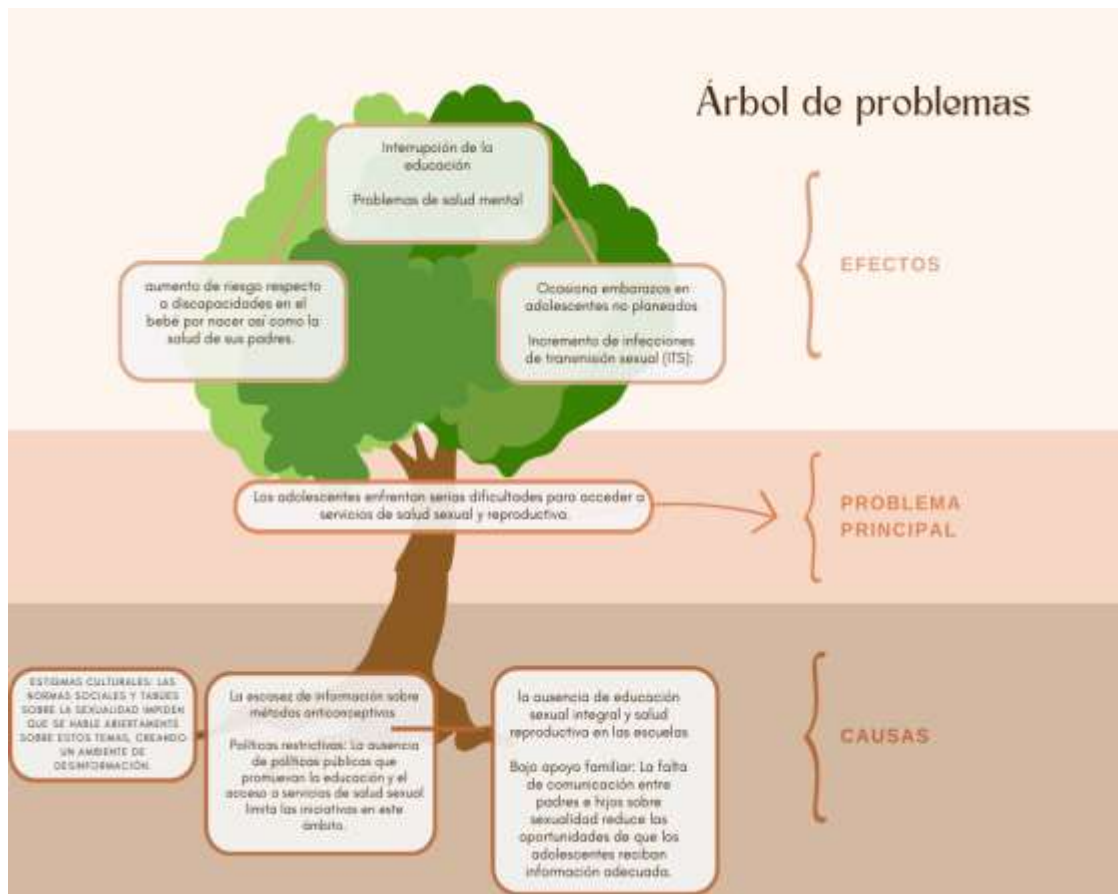 Árbol de problemas
Interrupción de la
educación
Problemas de salud mental
aumento de riesgo respecto
a discapacidades en el
bebé por nacer así como la
salud de sus padres.
Ocasiona embarazos en
adolescentes no planeados
Incremento de infecciones
de transmisión sexual (ITS):
EFECTOS
Los adolescentes enfrentan serias dificultades para acceder a
servicios de salud sexual y reproductiva.
PROBLEMA
PRINCIPAL
ESTIGMAS CULTURALES: LAS
NORMAS SOCIALES Y TABÚES
SOBRE LA SEXUALIDAD IMPIDEN
QUE SE HABLE ABIERTAMENTE
SOBRE ESTOS TEMAS, CREANDO
UN AMBIENTE DE
DESINFORMACIÓN.
La escasez de información sobre
métodos anticonceptivos
Políticas restrictivas: La ausencia
de políticas públicas que
promuevan la educación y el
acceso a servicios de salud sexual
limita las iniciativas en este
ámbito.
la ausencia de educación
sexual integral y salud
reproductiva en las escuelas
Bajo apoyo familiar: La falta
de comunicación entre
padres e hijos sobre
sexualidad reduce las
oportunidades de que los
adolescentes reciban
información adecuada.
CAUSAS